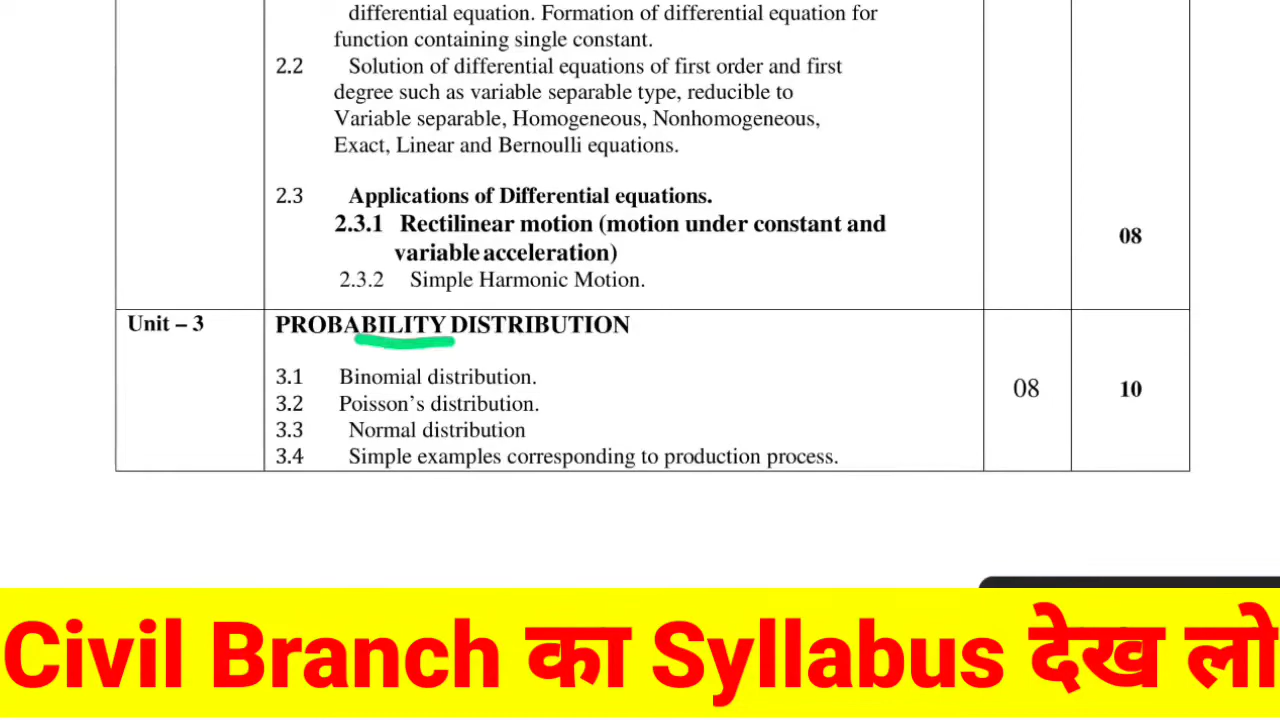 differential equation. Formation of differential equation for
function containing single constant.
2.2 Solution of differential equations of first order and first
degree such as variable separable type, reducible to
Variable separable, Homogeneous, Nonhomogeneous,
Exact, Linear and Bernoulli equations.
2.3 Applications of Differential equations.
2.3.1 Rectilinear motion (motion under constant and
variable acceleration)
08
2.3.2 Simple Harmonic Motion.
Unit – 3 PROBABILITY DISTRIBUTION
3.1 Binomial distribution.
08 10
3.2 Poisson’s distribution.
3.3 Normal distribution
3.4 Simple examples corresponding to production process.
Civil Branch का Syllabus देख लो